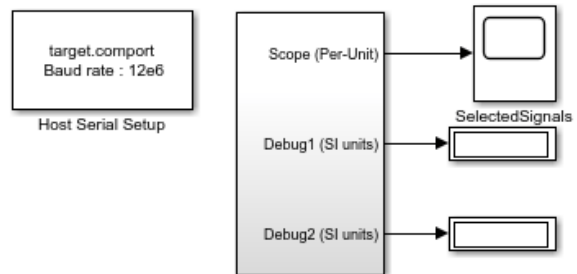 target.comport
Baud rate : 12e6
Host Serial Setup
Scope (Per-Unit)
SelectedSignals
Debug1 (SI units)
Debug2 (SI units)